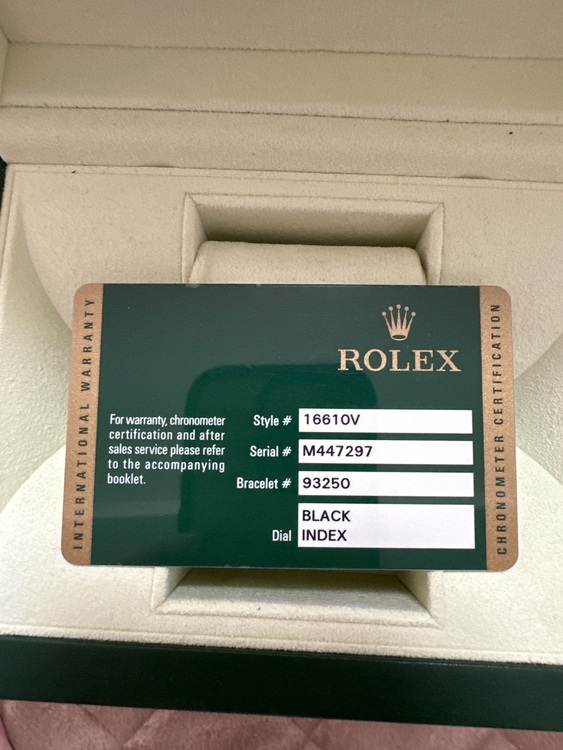 INTERNATIONAL WARRANTY
ROLEX
For warranty, chronometer
certification and after
sales service please refer
to the accompanying
booklet.
Style # 16610V
Serial # M447297
Bracelet # 93250
Dial BLACK
INDEX
CHRONOMETER CERTIFICATION